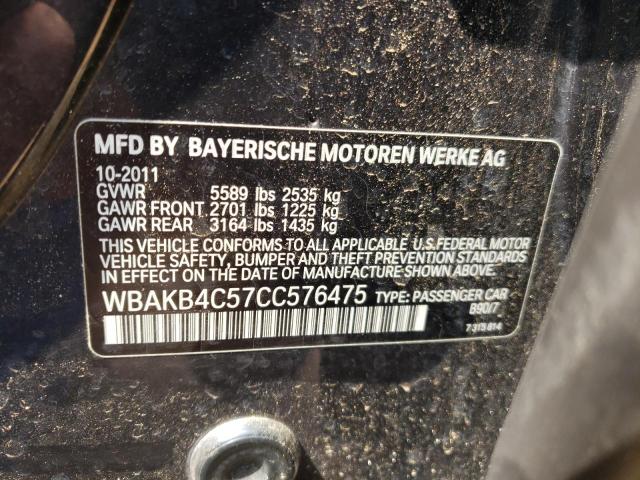 MFD BY BAYERISCHE MOTOREN WERKE AG
10-2011
GVWR 5589 lbs 2535 kg
GAWR FRONT 2701 lbs 1225 kg
GAWR REAR 3164 lbs 1435 kg
THIS VEHICLE CONFORMS TO ALL APPLICABLE U.S.FEDERAL MOTOR
VEHICLE SAFETY, BUMPER, AND THEFT PREVENTION STANDARDS
IN EFFECT ON THE DATE OF MANUFACTURE SHOWN ABOVE.
WBAKB4C57CC576475 TYPE: PASSENGER CAR
B90/7
7 315 814